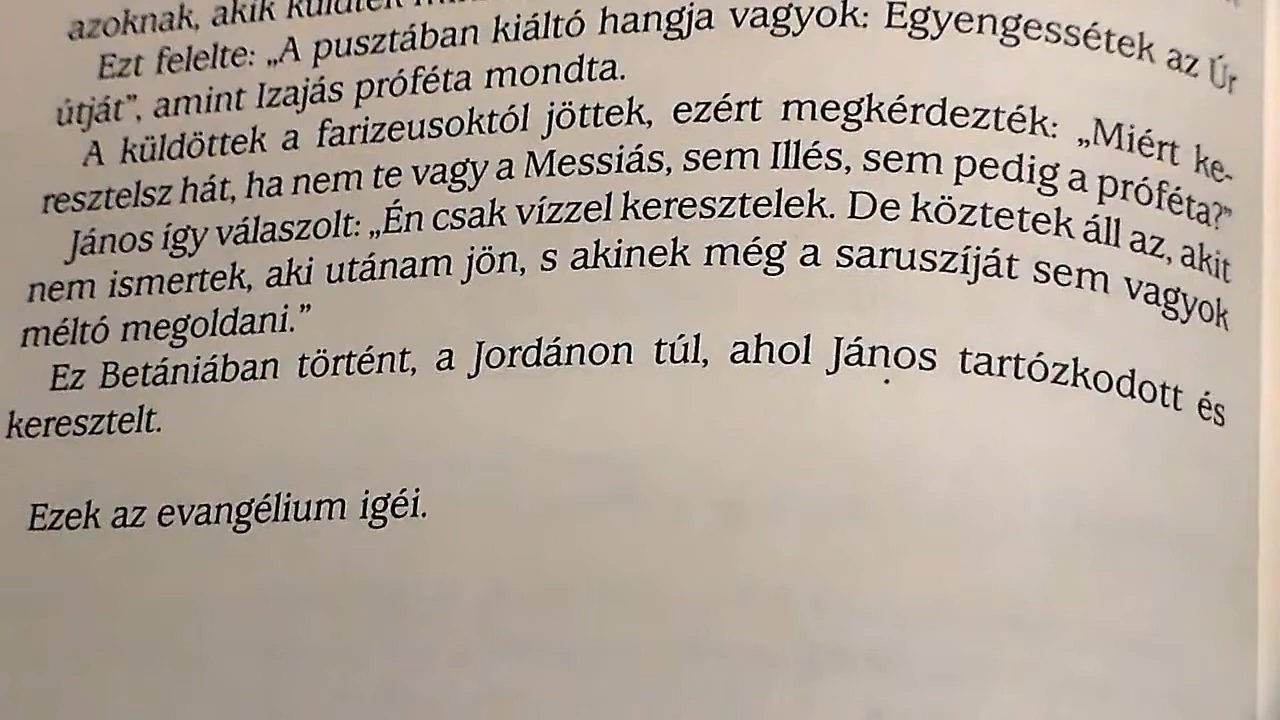 azoknak, akik küldtek
Ezt felelte: „A pusztában kiáltó hangja vagyok: Egyengessétek az Úr
útját”, amint Izajás próféta mondta.
A küldöttek a farizeusoktól jöttek, ezért megkérdezték: „Miért ke-
resztelsz hát, ha nem te vagy a Messiás, sem Illés, sem pedig a próféta?”
János így válaszolt: „Én csak vízzel keresztelek. De köztetek áll az, akit
nem ismertek, aki utánam jön, s akinek még a saruszíját sem vagyok
méltó megoldani.”
Ez Betániában történt, a Jordánon túl, ahol János tartózkodott és
keresztelt.
Ezek az evangélium igéi.